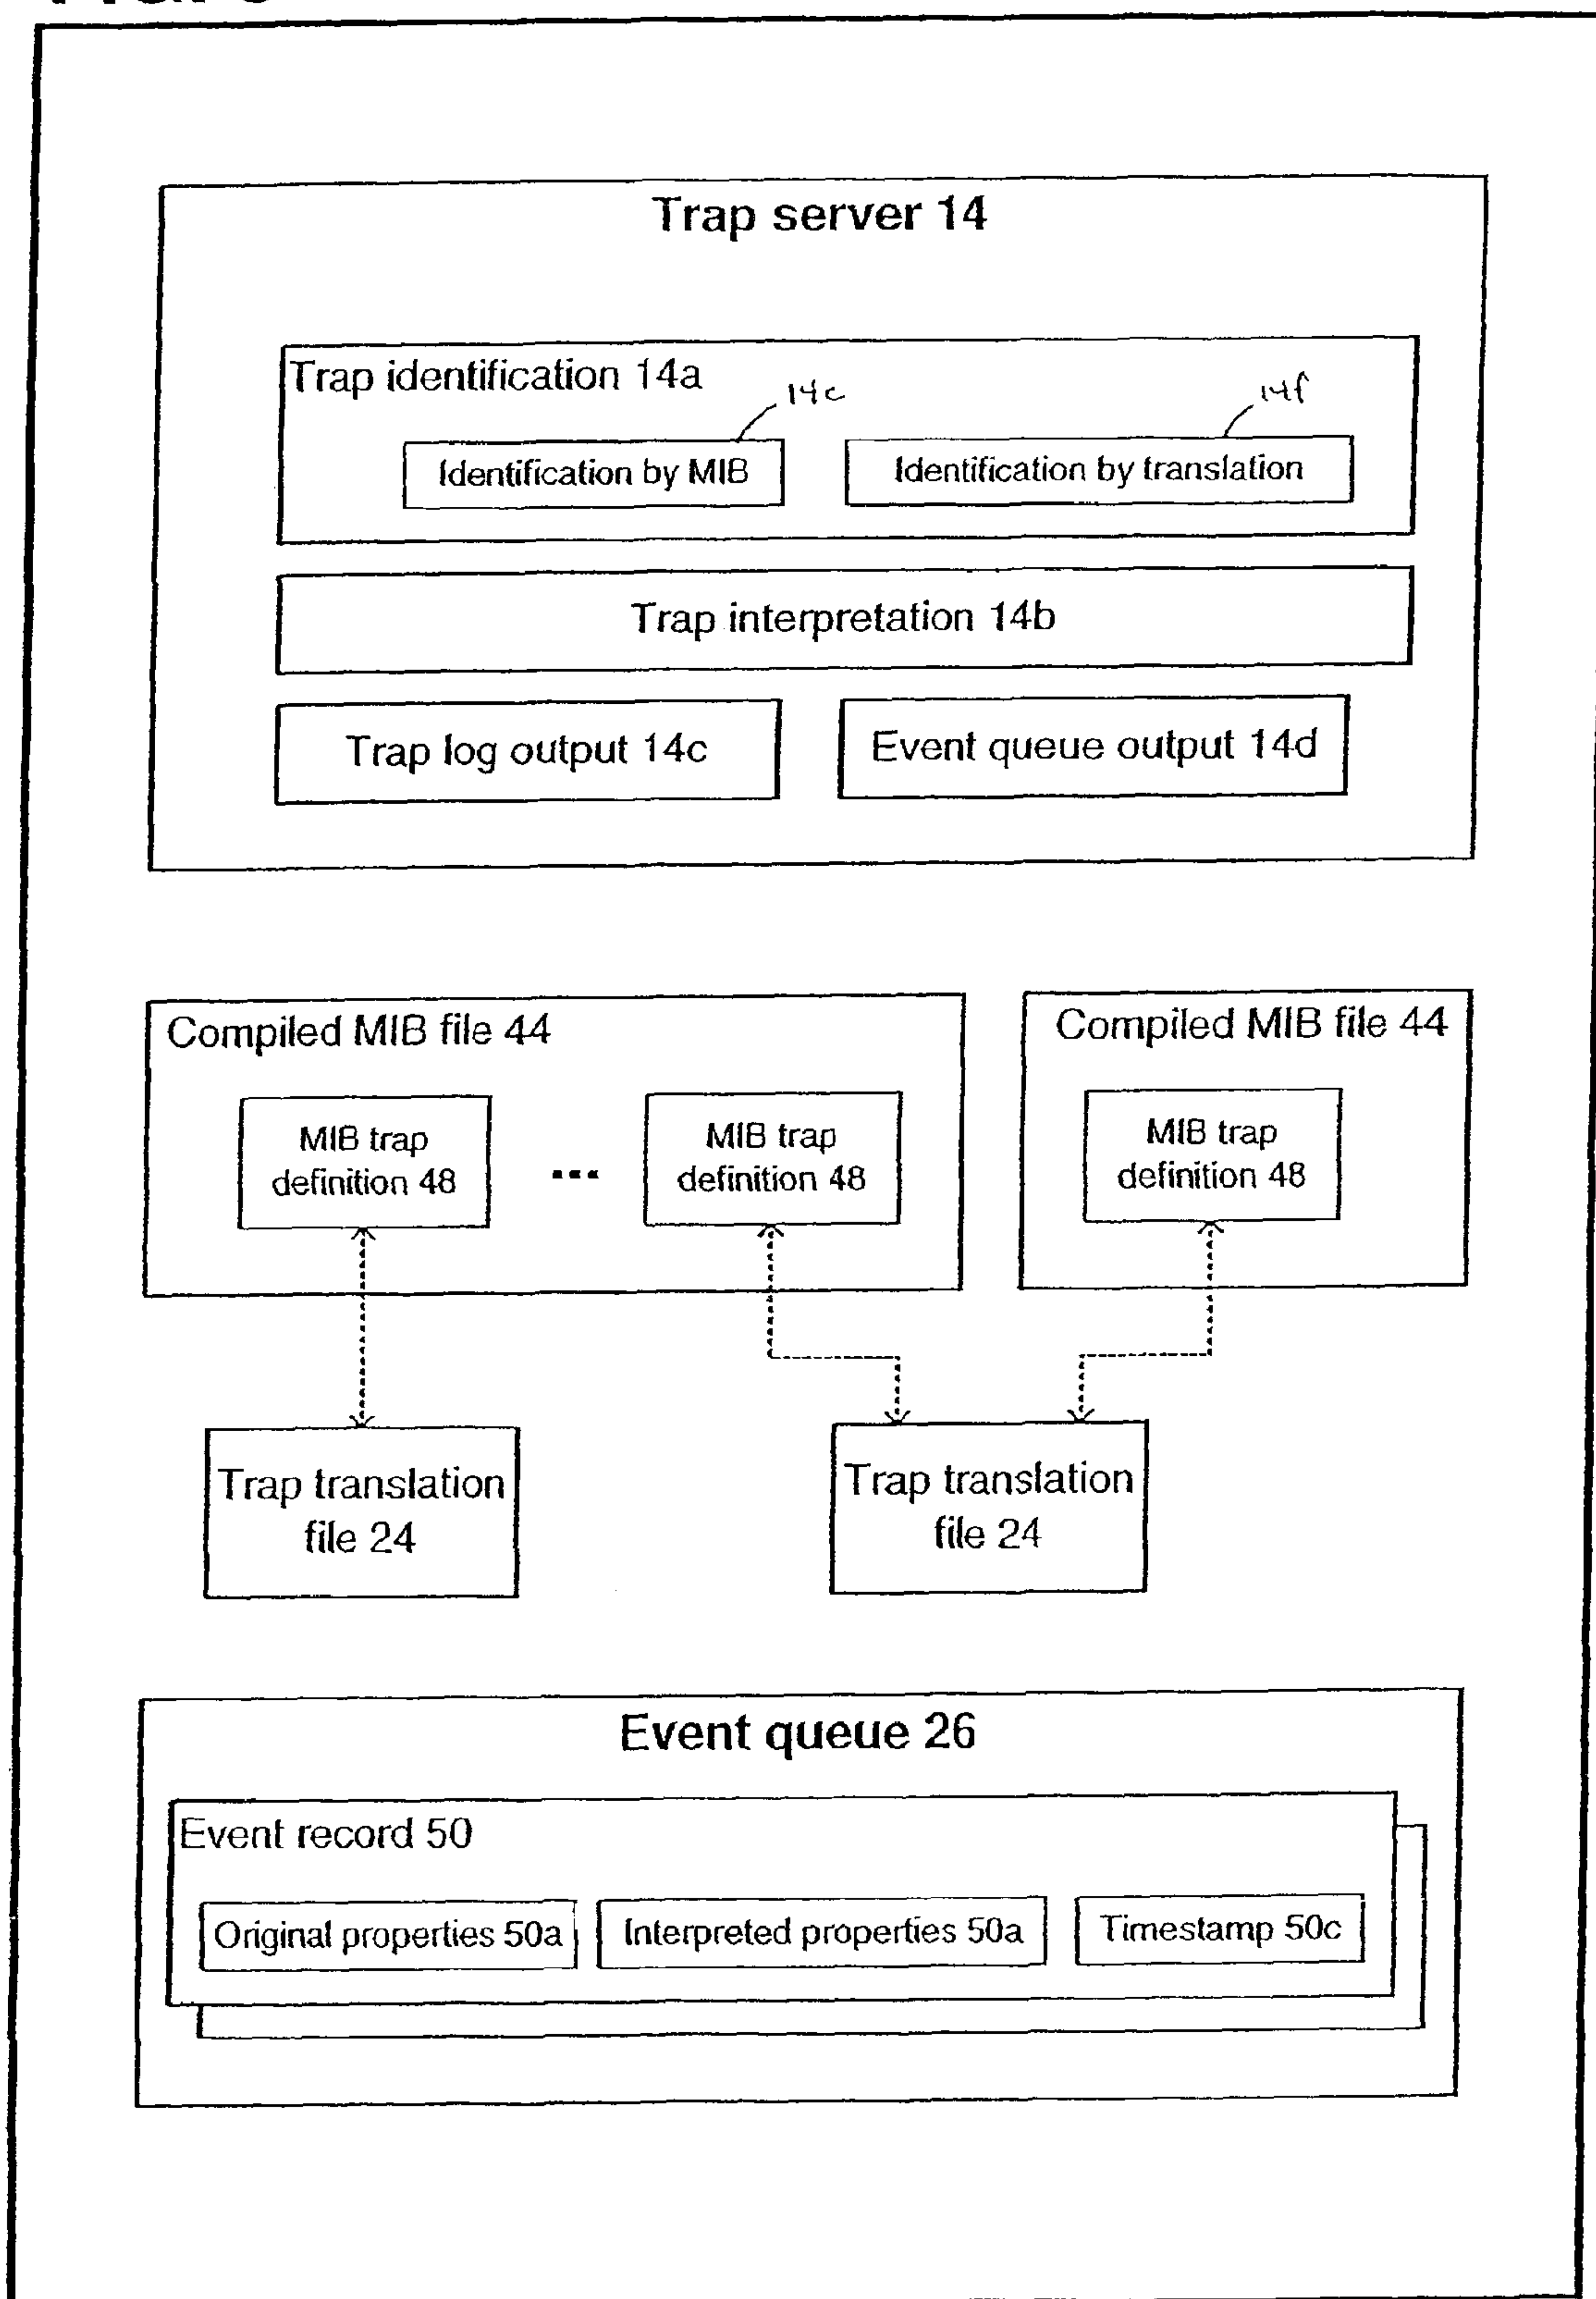 Trap server 14
Trap identification 14a
14e
14f
Identification by MIB
Identification by translation
Trap interpretation 14b
Trap log output 14c
Event queue output 14d
Compiled MIB file 44
Compiled MIB file 44
MIB trap
definition 48
...
MIB trap
definition 48
MIB trap
definition 48
Trap translation
file 24
Trap translation
file 24
Event queue 26
Event record 50
Original properties 50a
Interpreted properties 50a
Timestamp 50c